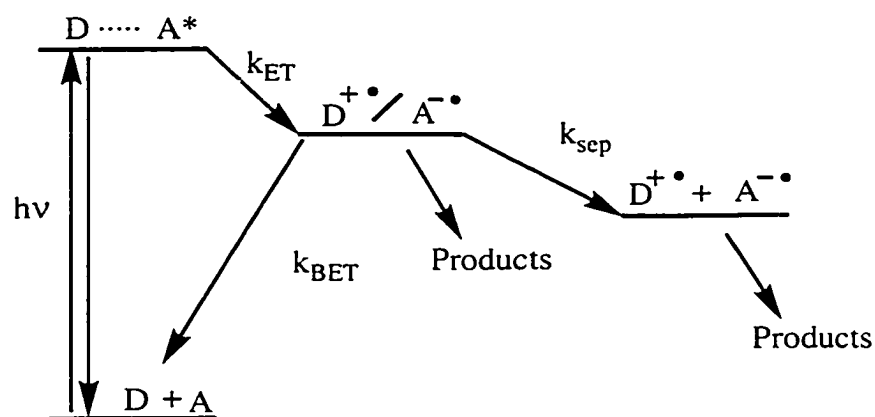 D ····· A*
k_ET
D⁺• / A⁻•
k_sep
D⁺• + A⁻•
hν
k_BET
Products
Products
D + A